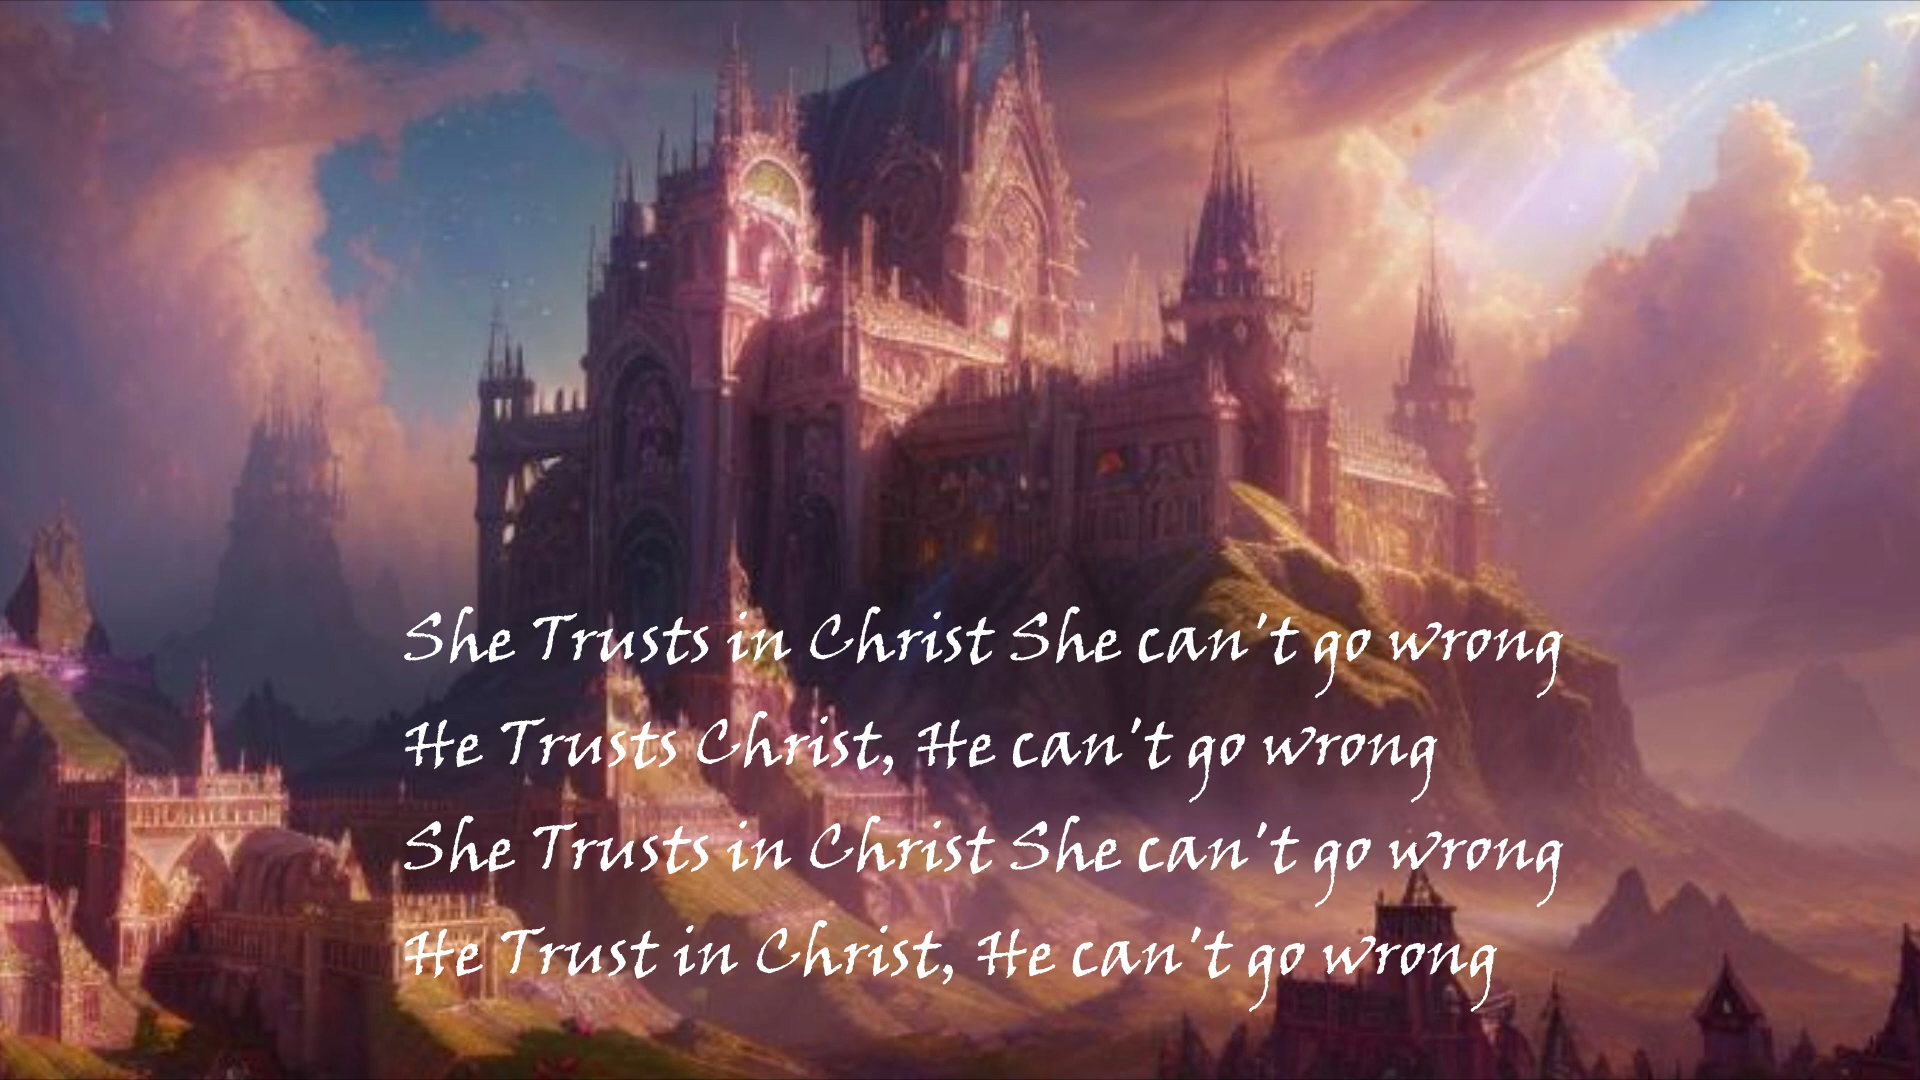 She Trusts in Christ She can't go wrong
He Trusts Christ, He can't go wrong
She Trusts in Christ She can't go wrong
He Trust in Christ, He can't go wrong